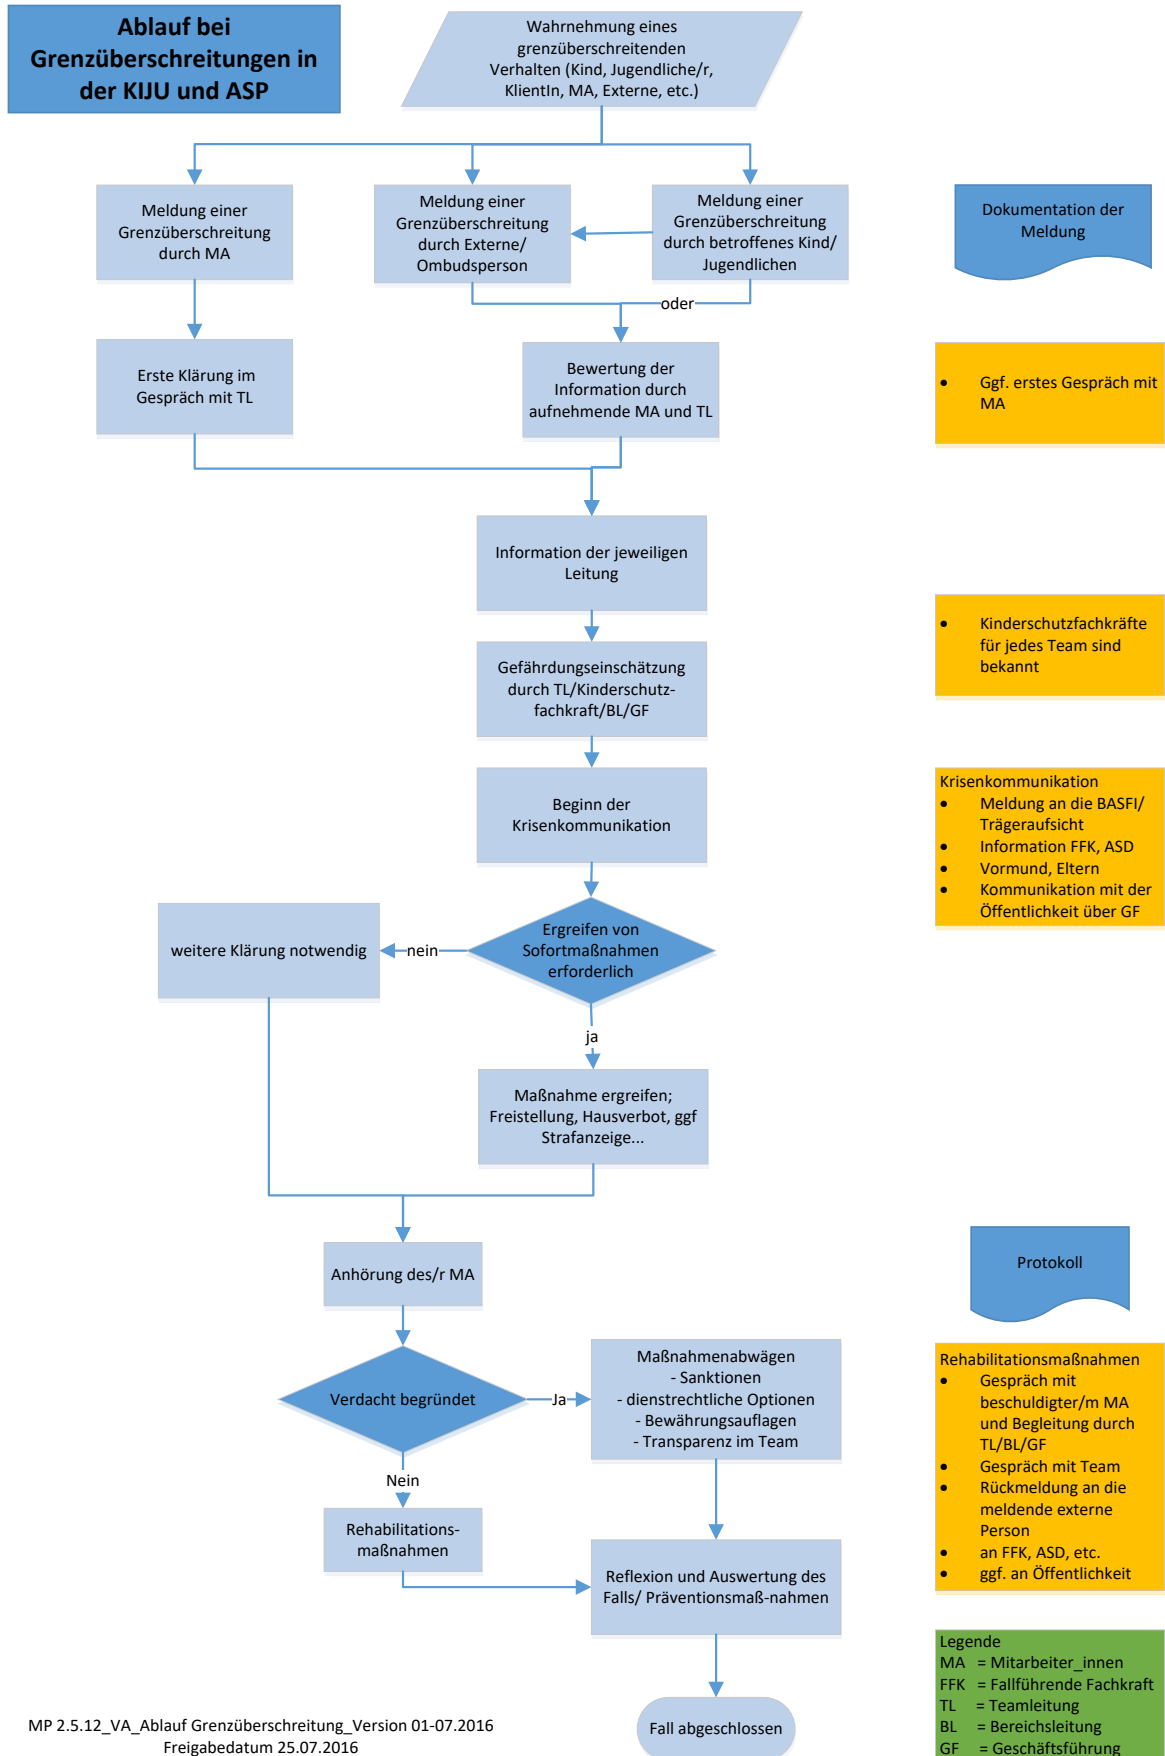 Ablauf bei
Grenzüberschreitungen in
der KIJU und ASP
Wahrnehmung eines
grenzüberschreitenden
Verhalten (Kind, Jugendliche/r,
KlientIn, MA, Externe, etc.)
Meldung einer
Grenzüberschreitung
durch MA
Meldung einer
Grenzüberschreitung
durch Externe/
Ombudsperson
Meldung einer
Grenzüberschreitung
durch betroffenes Kind/
Jugendlichen
Dokumentation der
Meldung
oder
Erste Klärung im
Gespräch mit TL
Bewertung der
Information durch
aufnehmende MA und TL
• Ggf. erstes Gespräch mit
MA
Information der jeweiligen
Leitung
• Kinderschutzfachkräfte
für jedes Team sind
bekannt
Gefährdungseinschätzung
durch TL/Kinderschutz-
fachkraft/BL/GF
Beginn der
Krisenkommunikation
Krisenkommunikation
• Meldung an die BASFI/
Trägeraufsicht
• Information FFK, ASD
• Vormund, Eltern
• Kommunikation mit der
Öffentlichkeit über GF
Ergreifen von
Sofortmaßnahmen
erforderlich
nein
weitere Klärung notwendig
ja
Maßnahme ergreifen;
Freistellung, Hausverbot, ggf
Strafanzeige...
Anhörung des/r MA
Protokoll
Verdacht begründet
Ja
Maßnahmenabwägen
- Sanktionen
- dienstrechtliche Optionen
- Bewährungsauflagen
- Transparenz im Team
Nein
Rehabilitations-
maßnahmen
Rehabilitationsmaßnahmen
• Gespräch mit
beschuldigter/m MA
und Begleitung durch
TL/BL/GF
• Gespräch mit Team
• Rückmeldung an die
meldende externe
Person
• an FFK, ASD, etc.
• ggf. an Öffentlichkeit
Reflexion und Auswertung des
Falls/ Präventionsmaß-nahmen
Fall abgeschlossen
Legende
MA = Mitarbeiter_innen
FFK = Fallführende Fachkraft
TL = Teamleitung
BL = Bereichsleitung
GF = Geschäftsführung
MP 2.5.12_VA_Ablauf Grenzüberschreitung_Version 01-07.2016
Freigabedatum 25.07.2016